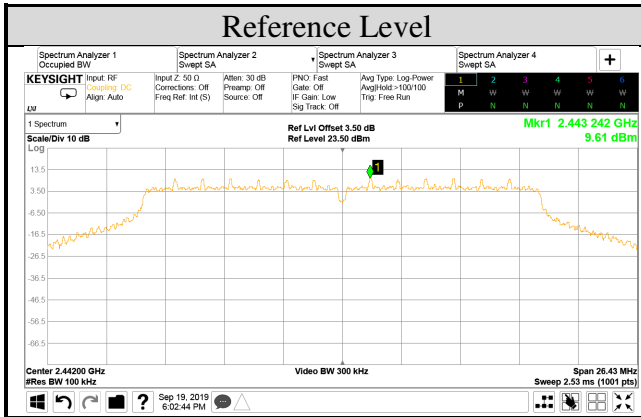 Reference Level
Spectrum Analyzer 1
Occupied BW
Spectrum Analyzer 2
Swept SA
Spectrum Analyzer 3
Swept SA
Spectrum Analyzer 4
Swept SA
+
KEYSIGHT
Input: RF
Coupling: DC
Align: Auto
Input Z: 50 Ω
Corrections: Off
Freq Ref: Int (S)
Atten: 30 dB
Preamp: Off
Source: Off
PNO: Fast
Gate: Off
IF Gain: Low
Sig Track: Off
Avg Type: Log-Power
Avg|Hold:>100/100
Trig: Free Run
1 2 3 4 5 6
M W W W W W
P N N N N N
LXI
1 Spectrum
Scale/Div 10 dB
Ref Lvl Offset 3.50 dB
Ref Level 23.50 dBm
Mkr1 2.443 242 GHz
9.61 dBm
Log
1
13.5
3.50
-6.50
-16.5
-26.5
-36.5
-46.5
-56.5
-66.5
Center 2.44200 GHz
#Res BW 100 kHz
Video BW 300 kHz
Span 26.43 MHz
Sweep 2.53 ms (1001 pts)
?
Sep 19, 2019
6:02:44 PM